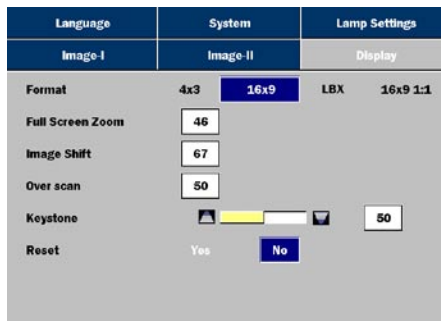 Language System Lamp Settings
Image-I Image-II Display
Format 4x3 16x9 LBX 16x9 1:1
Full Screen Zoom 46
Image Shift 67
Over scan 50
Keystone 50
Reset Yes No